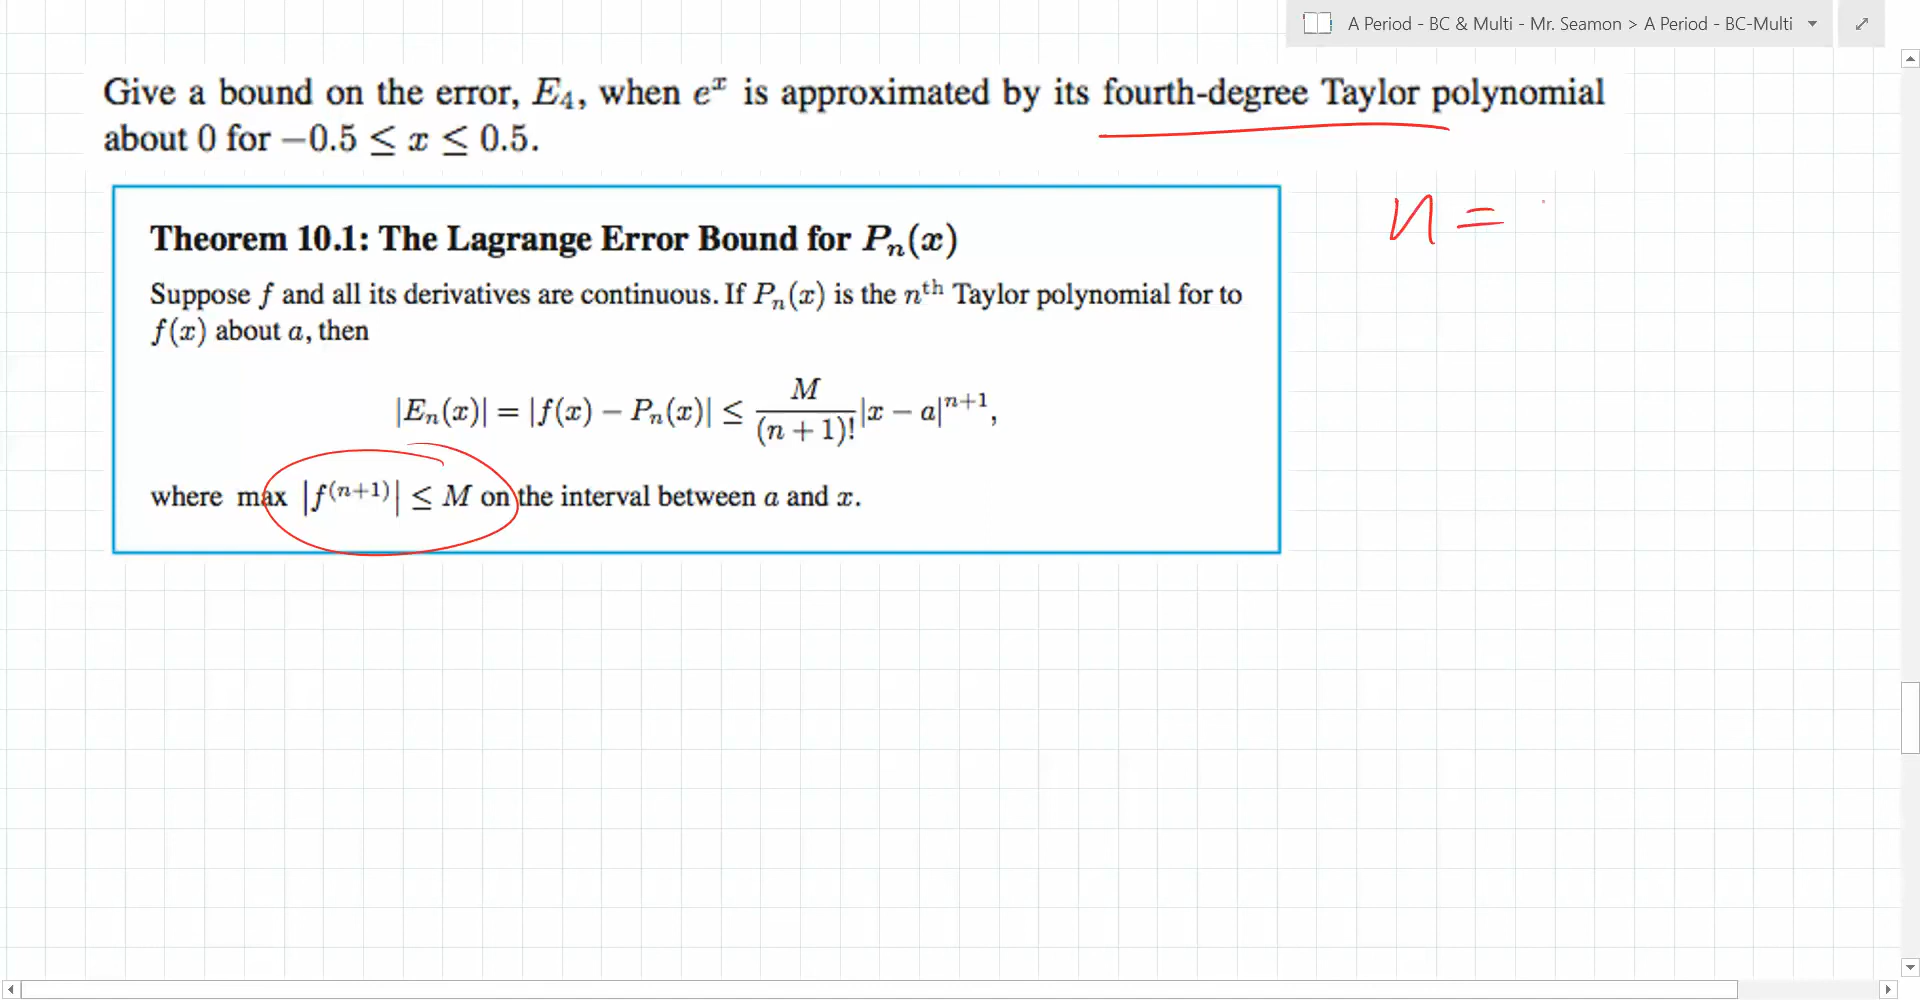 A Period - BC & Multi - Mr. Seamon > A Period - BC-Multi
Give a bound on the error, E₄, when eˣ is approximated by its fourth-degree Taylor polynomial
about 0 for −0.5 ≤ x ≤ 0.5.
n =
Theorem 10.1: The Lagrange Error Bound for Pₙ(x)
Suppose f and all its derivatives are continuous. If Pₙ(x) is the nᵗʰ Taylor polynomial for to
f(x) about a, then
|Eₙ(x)| = |f(x) − Pₙ(x)| ≤ M/(n + 1)! |x − a|ⁿ⁺¹,
where max |f⁽ⁿ⁺¹⁾| ≤ M on the interval between a and x.